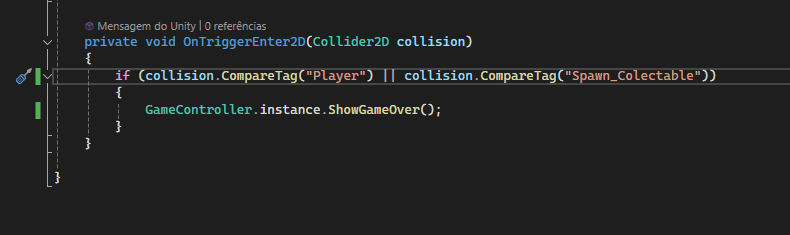 Mensagem do Unity | 0 referências
private void OnTriggerEnter2D(Collider2D collision)
{
if (collision.CompareTag("Player") || collision.CompareTag("Spawn_Colectable"))
{
GameController.instance.ShowGameOver();
}
}
}